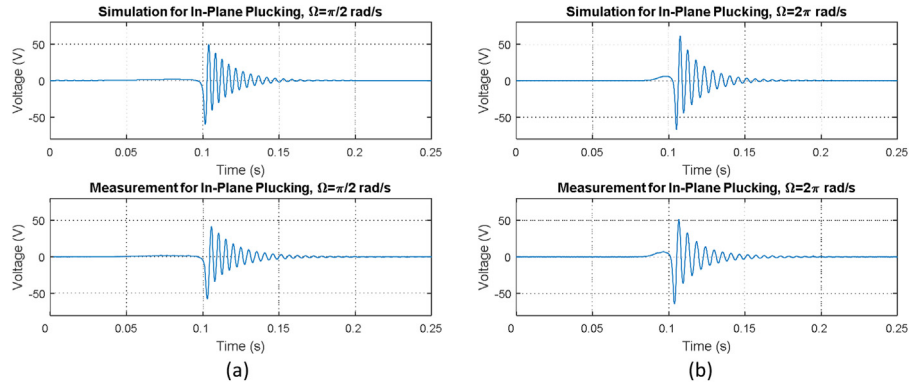 Simulation for In-Plane Plucking, Ω=π/2 rad/s
Voltage (V)
50
0
-50
0 0.05 0.1 0.15 0.2 0.25
Time (s)
Measurement for In-Plane Plucking, Ω=π/2 rad/s
Voltage (V)
50
0
-50
0 0.05 0.1 0.15 0.2 0.25
Time (s)
(a)
Simulation for In-Plane Plucking, Ω=2π rad/s
Voltage (V)
50
0
-50
0 0.05 0.1 0.15 0.2 0.25
Time (s)
Measurement for In-Plane Plucking, Ω=2π rad/s
Voltage (V)
50
0
-50
0 0.05 0.1 0.15 0.2 0.25
Time (s)
(b)